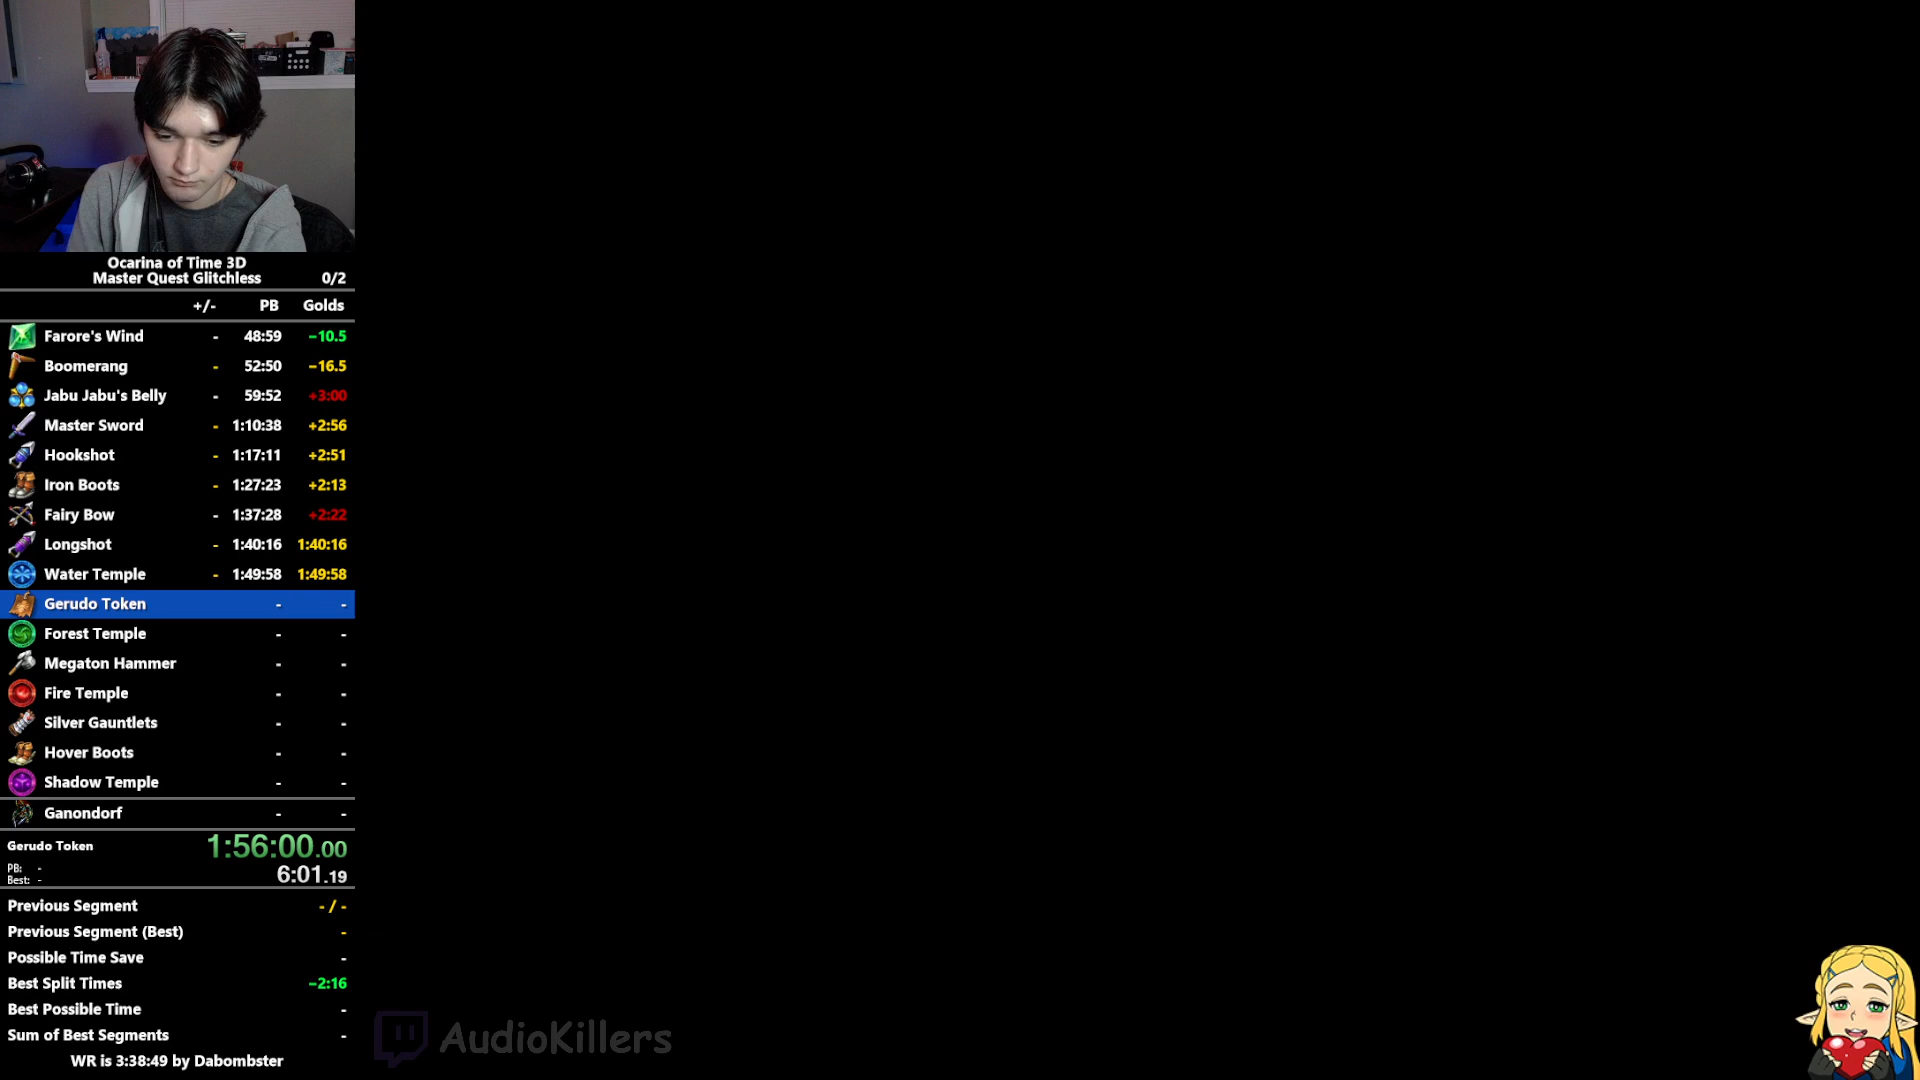 Ocarina of Time 3D
Master Quest Glitchless 0/2
+/- PB Golds
Farore's Wind - 48:59 −10.5
Boomerang - 52:50 −16.5
Jabu Jabu's Belly - 59:52 +3:00
Master Sword - 1:10:38 +2:56
Hookshot - 1:17:11 +2:51
Iron Boots - 1:27:23 +2:13
Fairy Bow - 1:37:28 +2:22
Longshot - 1:40:16 1:40:16
Water Temple - 1:49:58 1:49:58
Gerudo Token - -
Forest Temple - -
Megaton Hammer - -
Fire Temple - -
Silver Gauntlets - -
Hover Boots - -
Shadow Temple - -
Ganondorf - -
Gerudo Token 1:56:00.00
PB: -
Best: - 6:01.19
Previous Segment - / -
Previous Segment (Best) -
Possible Time Save -
Best Split Times −2:16
Best Possible Time -
Sum of Best Segments -
WR is 3:38:49 by Dabombster
AudioKillers